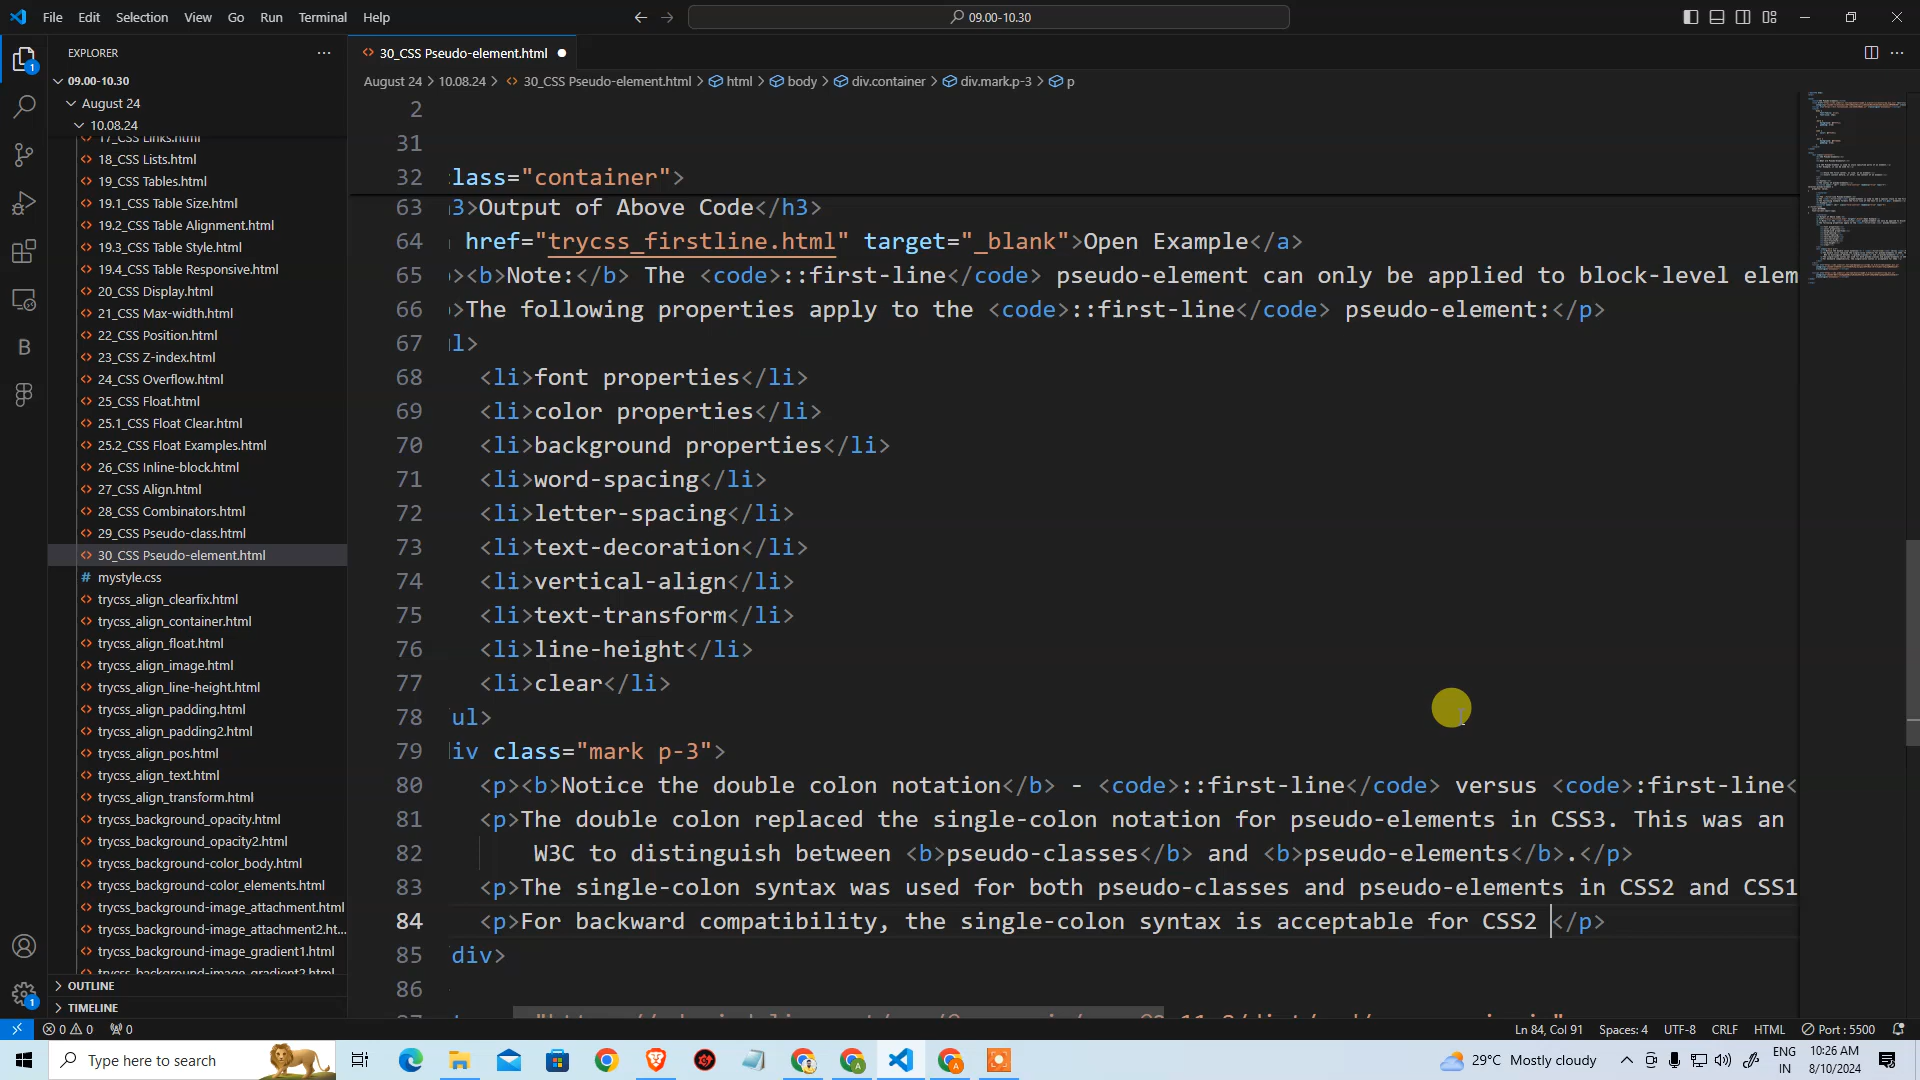 File Edit Selection View Go Run Terminal Help
09.00-10.30
EXPLORER
09.00-10.30
August 24
10.08.24
17_CSS Links.html
18_CSS Lists.html
19_CSS Tables.html
19.1_CSS Table Size.html
19.2_CSS Table Alignment.html
19.3_CSS Table Style.html
19.4_CSS Table Responsive.html
20_CSS Display.html
21_CSS Max-width.html
22_CSS Position.html
23_CSS Z-index.html
24_CSS Overflow.html
25_CSS Float.html
25.1_CSS Float Clear.html
25.2_CSS Float Examples.html
26_CSS Inline-block.html
27_CSS Align.html
28_CSS Combinators.html
29_CSS Pseudo-class.html
30_CSS Pseudo-element.html
# mystyle.css
trycss_align_clearfix.html
trycss_align_container.html
trycss_align_float.html
trycss_align_image.html
trycss_align_line-height.html
trycss_align_padding.html
trycss_align_padding2.html
trycss_align_pos.html
trycss_align_text.html
trycss_align_transform.html
trycss_background_opacity.html
trycss_background_opacity2.html
trycss_background-color_body.html
trycss_background-color_elements.html
trycss_background-image_attachment.html
trycss_background-image_attachment2.ht...
trycss_background-image_gradient1.html
trycss_background-image_gradient2.html
OUTLINE
TIMELINE
30_CSS Pseudo-element.html
August 24 > 10.08.24 > 30_CSS Pseudo-element.html > html > body > div.container > div.mark.p-3 > p
2
31
32 lass="container">
63 3>Output of Above Code</h3>
64 href="trycss_firstline.html" target="_blank">Open Example</a>
65 ><b>Note:</b> The <code>::first-line</code> pseudo-element can only be applied to block-level elem
66 >The following properties apply to the <code>::first-line</code> pseudo-element:</p>
67 l>
68 <li>font properties</li>
69 <li>color properties</li>
70 <li>background properties</li>
71 <li>word-spacing</li>
72 <li>letter-spacing</li>
73 <li>text-decoration</li>
74 <li>vertical-align</li>
75 <li>text-transform</li>
76 <li>line-height</li>
77 <li>clear</li>
78 ul>
79 iv class="mark p-3">
80 <p><b>Notice the double colon notation</b> - <code>::first-line</code> versus <code>:first-line<
81 <p>The double colon replaced the single-colon notation for pseudo-elements in CSS3. This was an
82 W3C to distinguish between <b>pseudo-classes</b> and <b>pseudo-elements</b>.</p>
83 <p>The single-colon syntax was used for both pseudo-classes and pseudo-elements in CSS2 and CSS1
84 <p>For backward compatibility, the single-colon syntax is acceptable for CSS2 </p>
85 div>
86
0 0 0
Ln 84, Col 91 Spaces: 4 UTF-8 CRLF HTML Port : 5500
Type here to search
29°C Mostly cloudy
ENG
IN
10:26 AM
8/10/2024